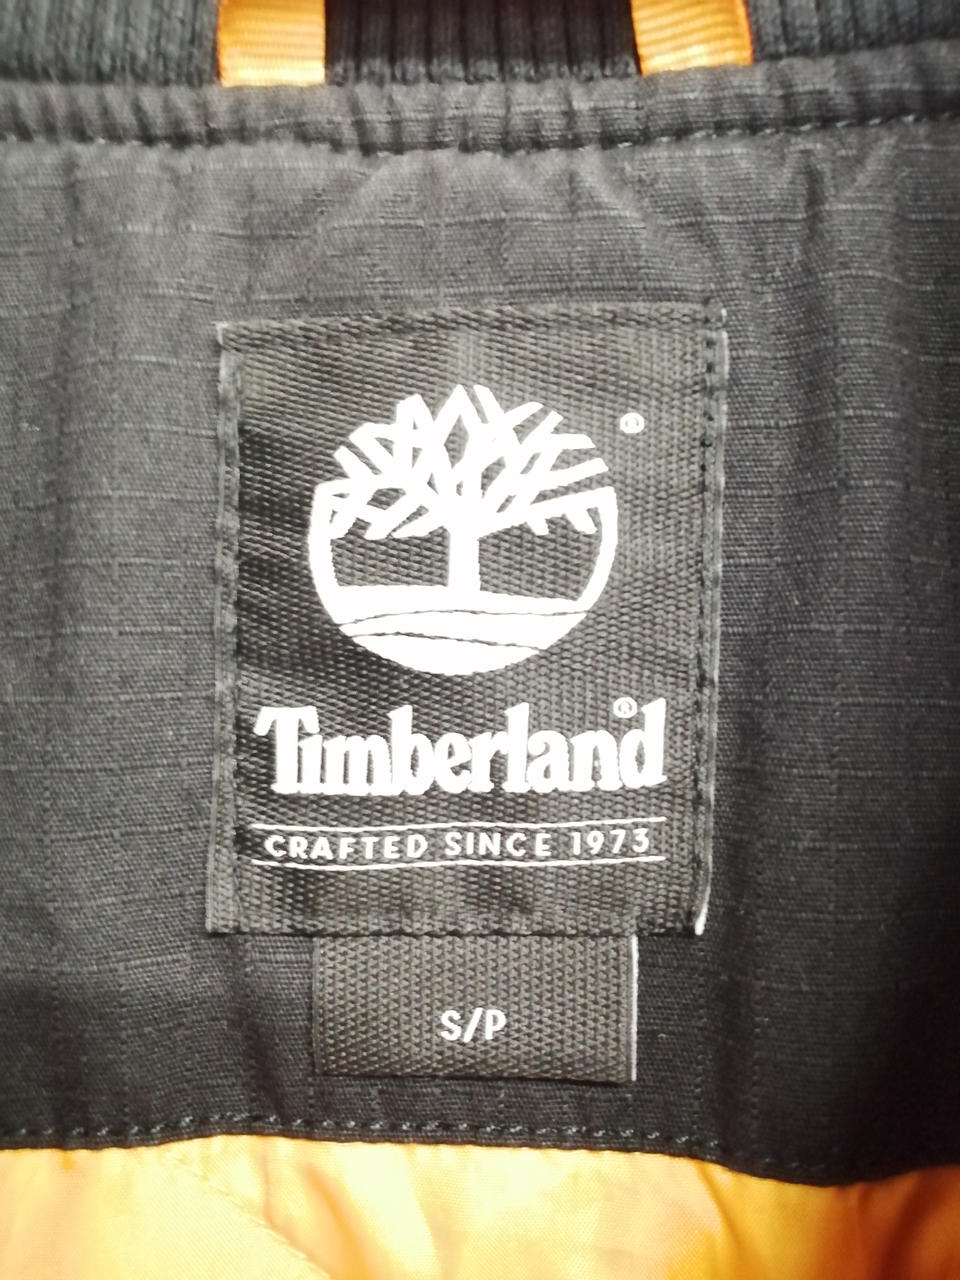 ®
Timberland®
CRAFTED SINCE 1973
S/P